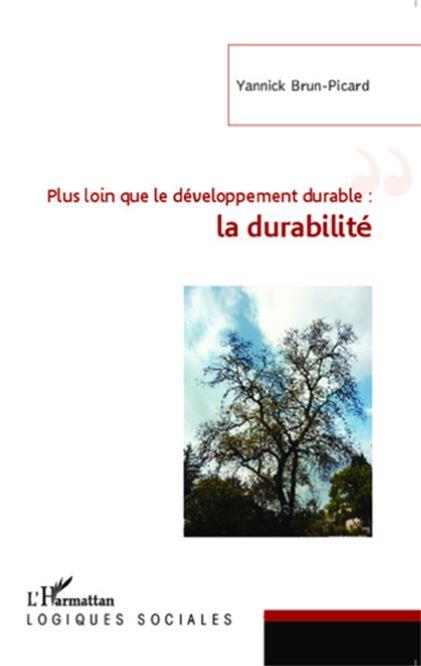 Yannick Brun-Picard
Plus loin que le développement durable :
la durabilité
L'Harmattan
LOGIQUES SOCIALES